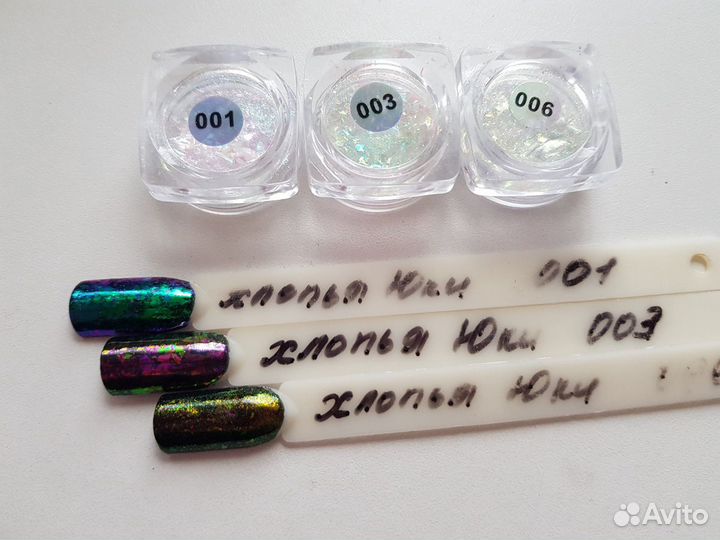 001
003
006
хлопья Юки 001
хлопья Юки 003
хлопья Юки
Avito